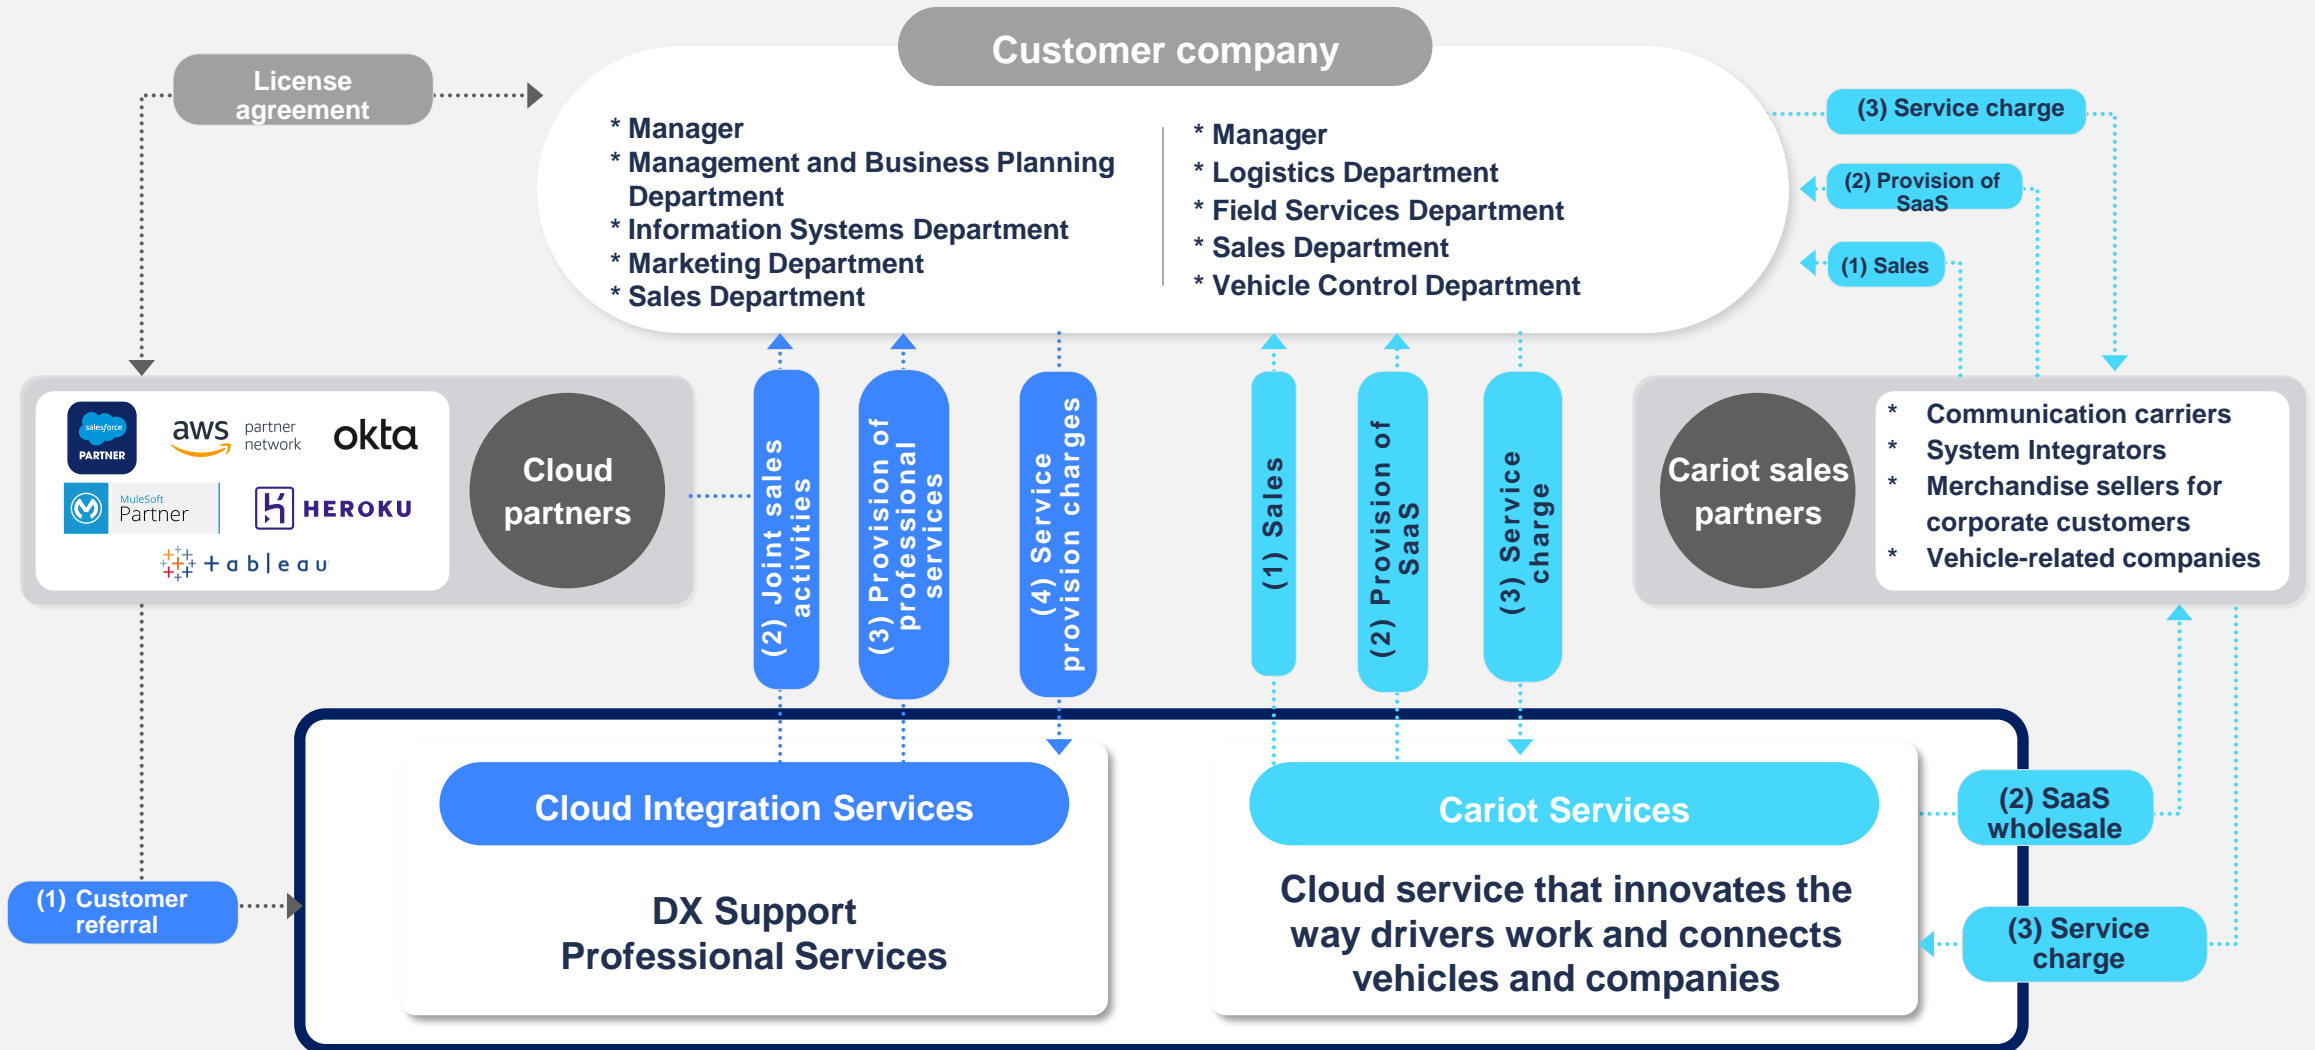 Customer company
License
agreement
* Manager
* Management and Business Planning
Department
* Information Systems Department
* Marketing Department
* Sales Department
* Manager
* Logistics Department
* Field Services Department
* Sales Department
* Vehicle Control Department
(3) Service charge
(2) Provision of
SaaS
(1) Sales
salesforce
PARTNER
aws partner
network
okta
MuleSoft
Partner
HEROKU
+ableau
Cloud
partners
(2) Joint sales
activities
(3) Provision of
professional
services
(4) Service
provision charges
(1) Sales
(2) Provision of
SaaS
(3) Service
charge
Cariot sales
partners
* Communication carriers
* System Integrators
* Merchandise sellers for
corporate customers
* Vehicle-related companies
Cloud Integration Services
DX Support
Professional Services
Cariot Services
Cloud service that innovates the
way drivers work and connects
vehicles and companies
(2) SaaS
wholesale
(3) Service
charge
(1) Customer
referral